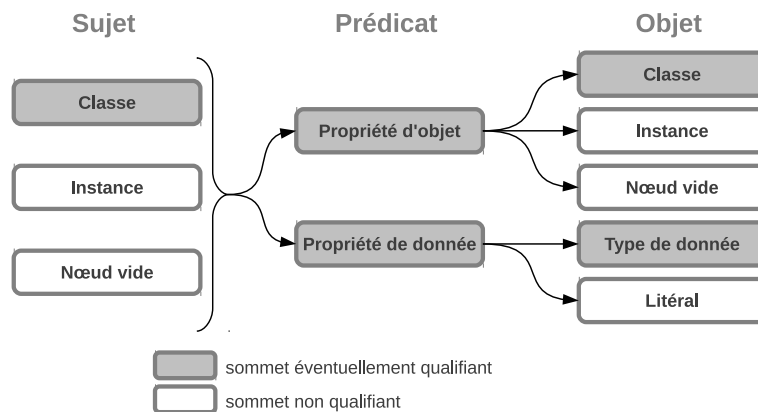 Sujet
Prédicat
Objet
Classe
Instance
Nœud vide
Propriété d'objet
Propriété de donnée
Classe
Instance
Nœud vide
Type de donnée
Litéral
sommet éventuellement qualifiant
sommet non qualifiant